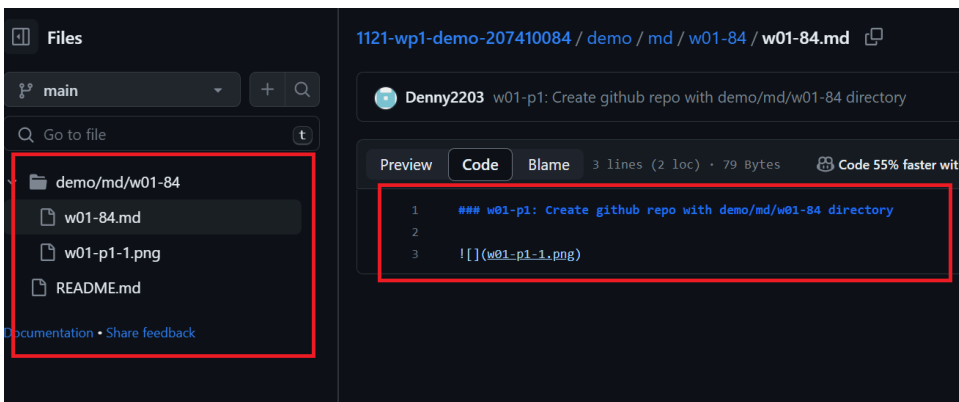 Files
main
Go to file
t
demo/md/w01-84
w01-84.md
w01-p1-1.png
README.md
Documentation • Share feedback
1121-wp1-demo-207410084 / demo / md / w01-84 / w01-84.md
Denny2203 w01-p1: Create github repo with demo/md/w01-84 directory
Preview Code Blame 3 lines (2 loc) · 79 Bytes Code 55% faster wit
1 ### w01-p1: Create github repo with demo/md/w01-84 directory
2
3 ![](w01-p1-1.png)